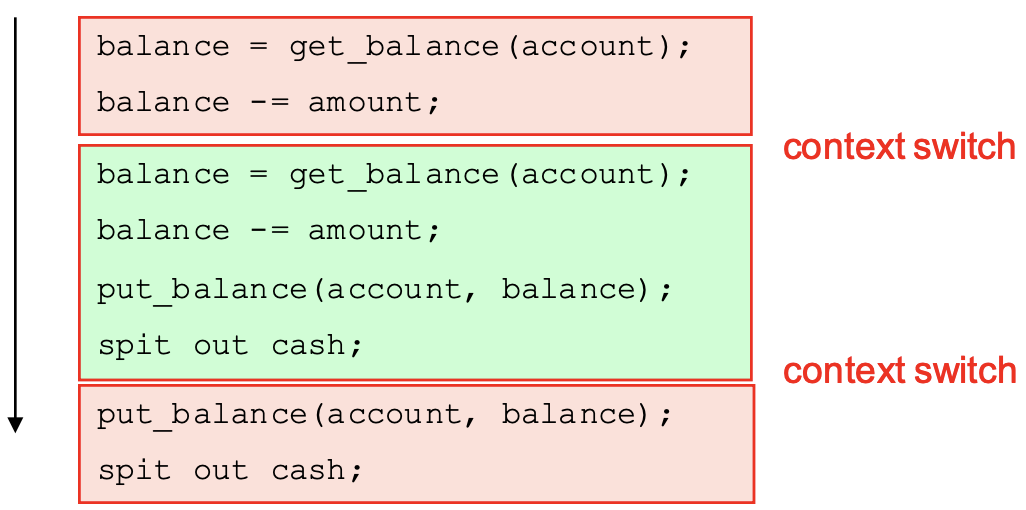 balance = get_balance(account);
balance -= amount;
context switch
balance = get_balance(account);
balance -= amount;
put_balance(account, balance);
spit out cash;
context switch
put_balance(account, balance);
spit out cash;